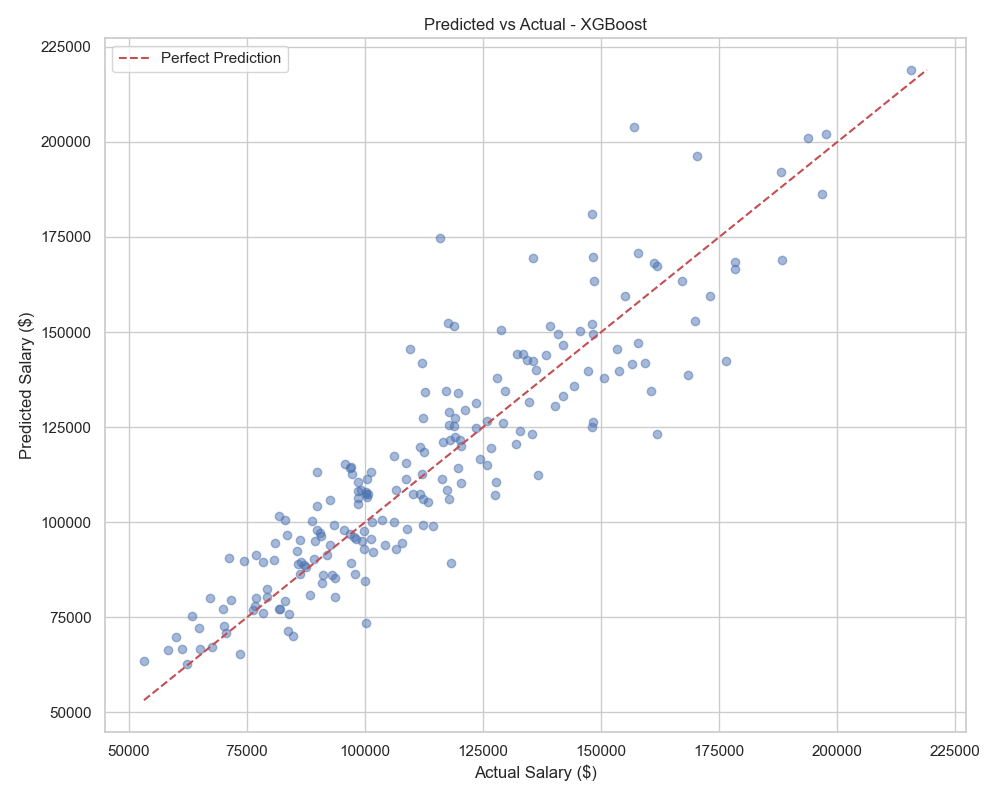 Predicted vs Actual - XGBoost
Perfect Prediction
225000
200000
175000
150000
125000
100000
75000
50000
Predicted Salary ($)
50000 75000 100000 125000 150000 175000 200000 225000
Actual Salary ($)